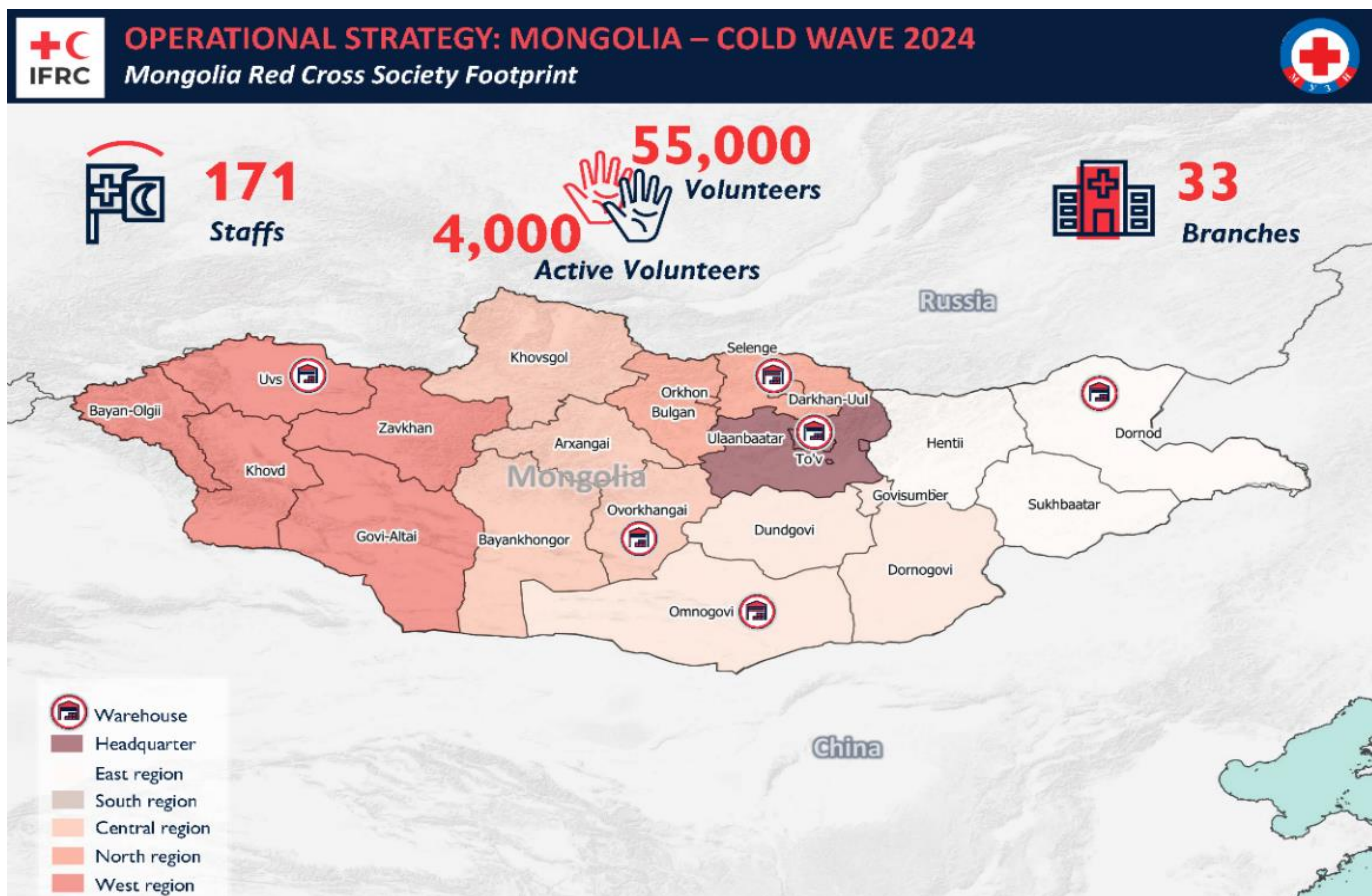 IFRC
OPERATIONAL STRATEGY: MONGOLIA – COLD WAVE 2024
Mongolia Red Cross Society Footprint
М У З Н
171
Staffs
55,000
Volunteers
4,000
Active Volunteers
33
Branches
Russia
Khovsgol
Selenge
Uvs
Orkhon
Darkhan-Uul
Bayan-Olgii
Bulgan
Zavkhan
Ulaanbaatar
Dornod
Arxangai
Hentii
To'v
Khovd
Mongolia
Govisumber
Ovorkhangai
Sukhbaatar
Dundgovi
Govi-Altai
Bayankhongor
Dornogovi
Omnogovi
China
Warehouse
Headquarter
East region
South region
Central region
North region
West region